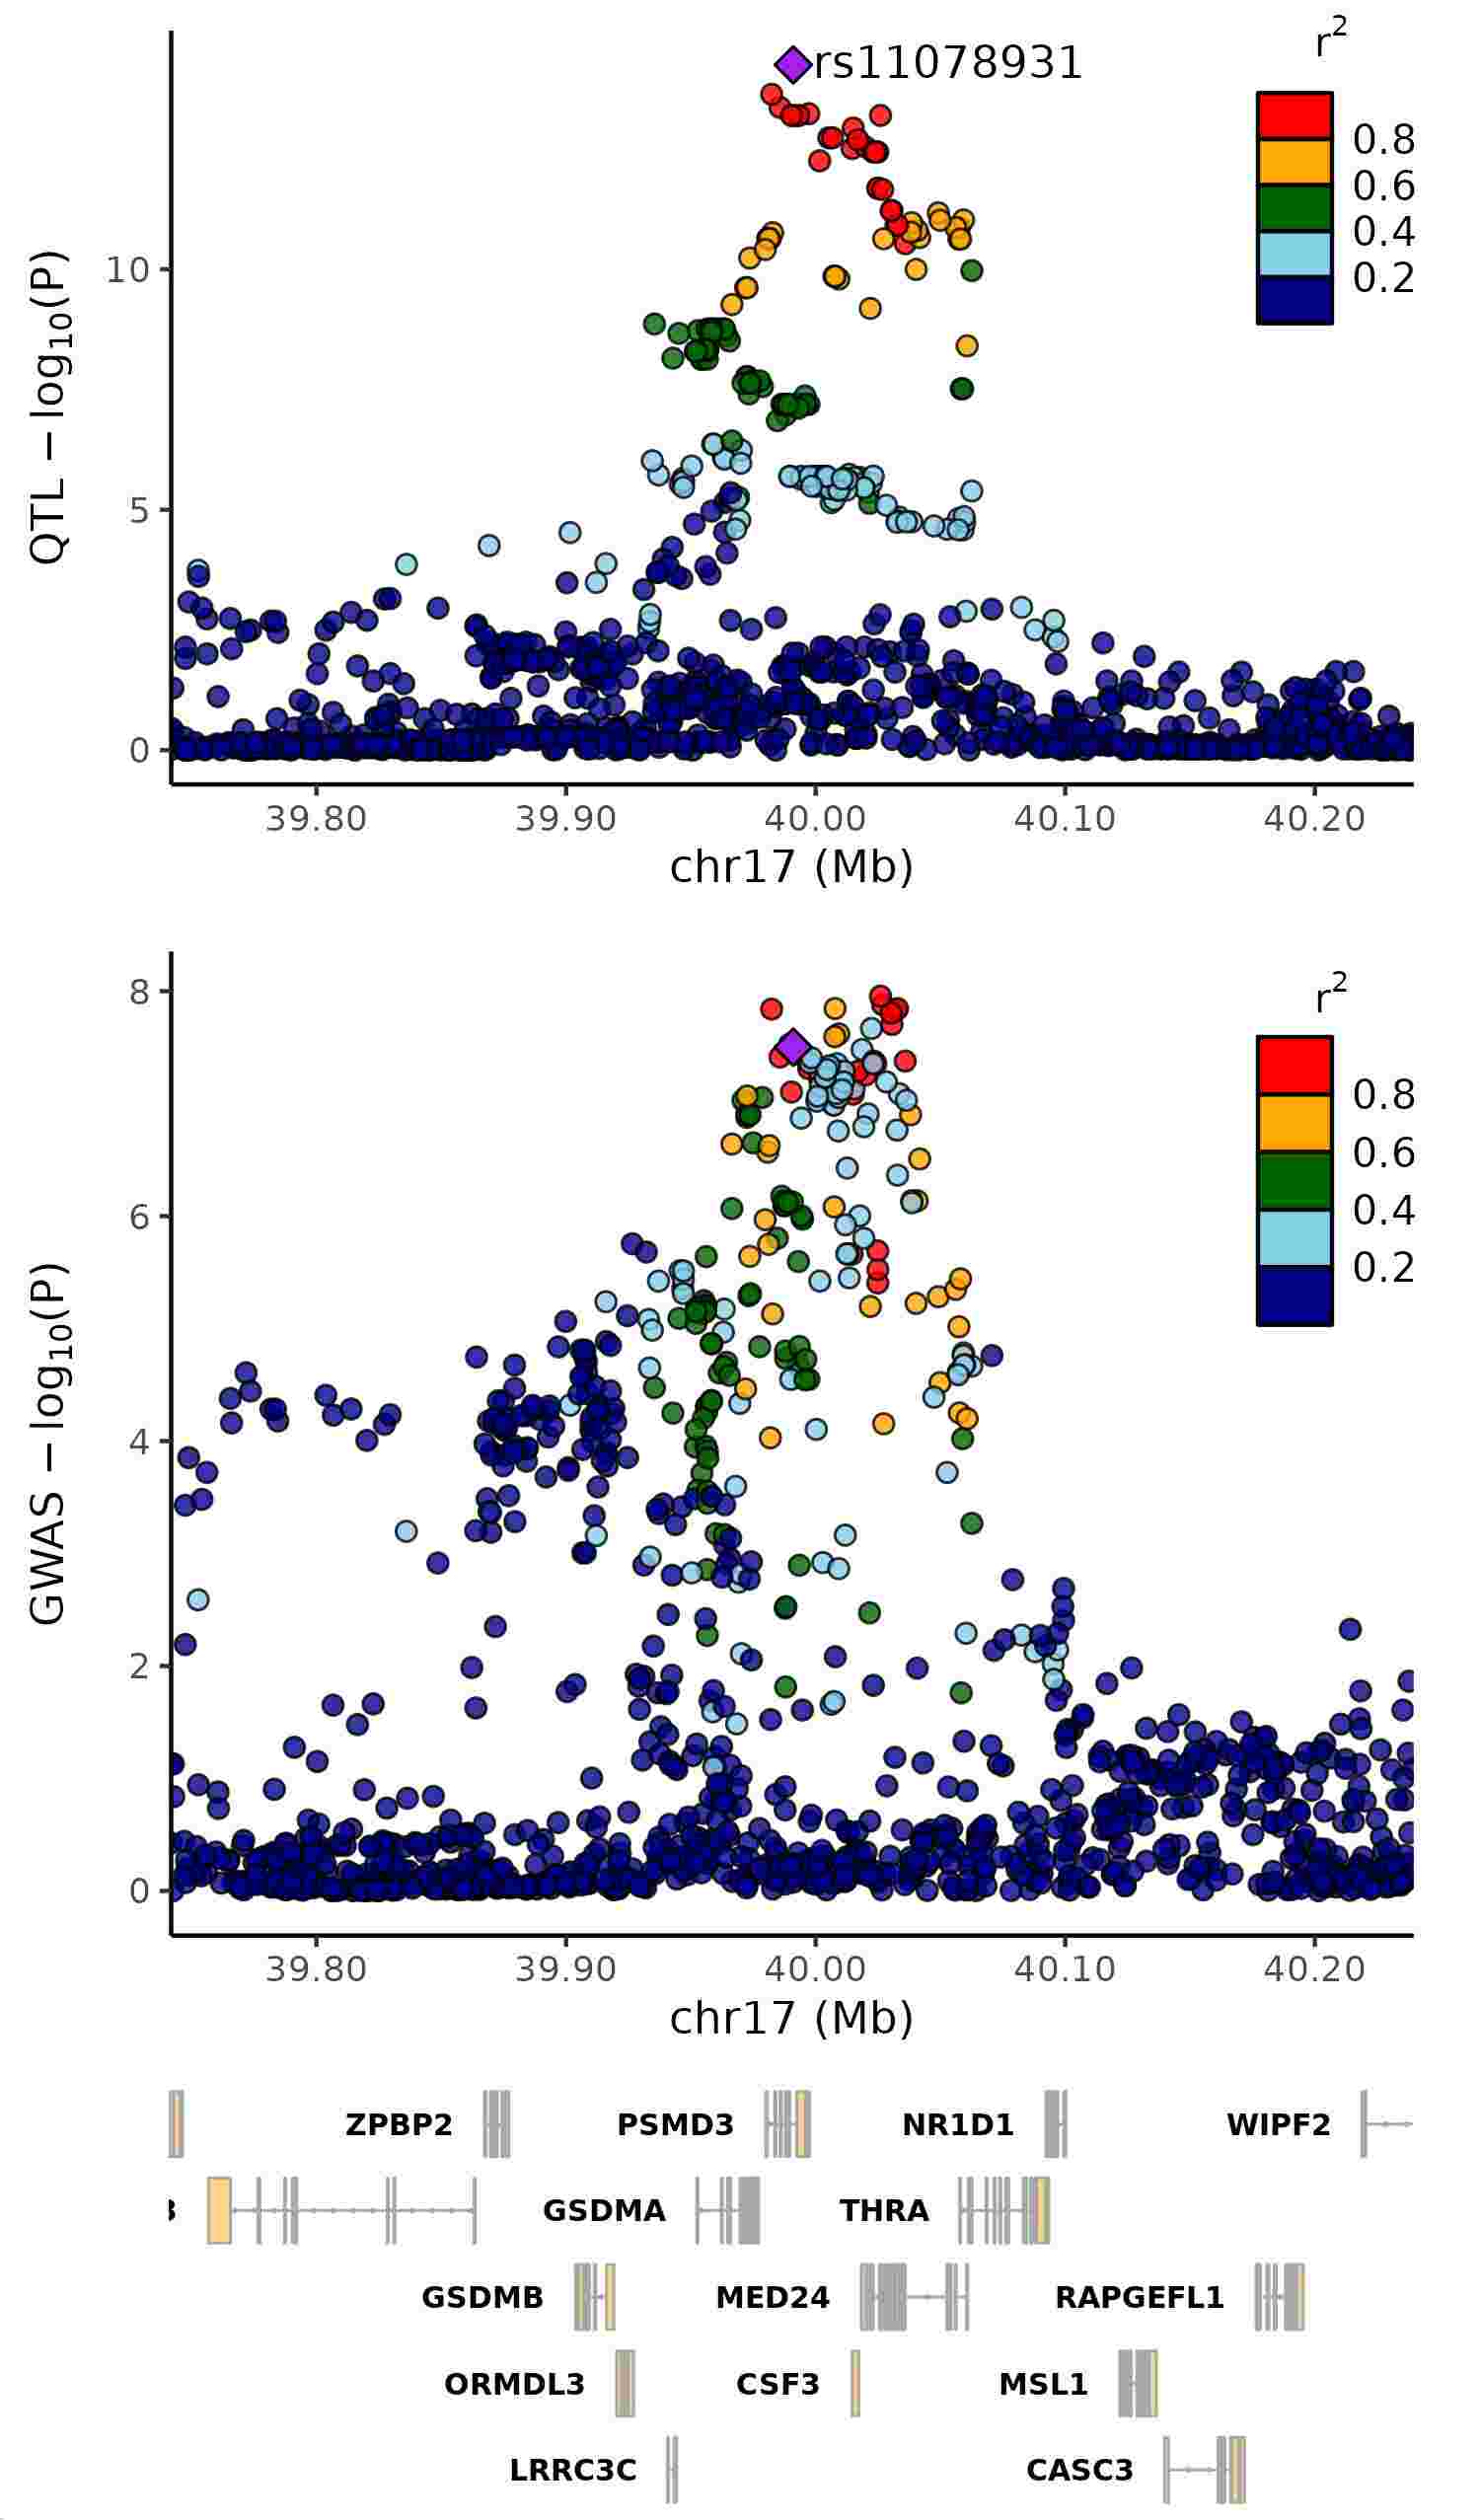 rs11078931
r2
0.8
0.6
0.4
0.2
10
5
0
QTL −log10(P)
39.80 39.90 40.00 40.10 40.20
chr17 (Mb)
r2
0.8
0.6
0.4
0.2
8
6
4
2
0
GWAS −log10(P)
39.80 39.90 40.00 40.10 40.20
chr17 (Mb)
ZPBP2 PSMD3 NR1D1 WIPF2
GSDMA THRA
GSDMB MED24 RAPGEFL1
ORMDL3 CSF3 MSL1
LRRC3C CASC3